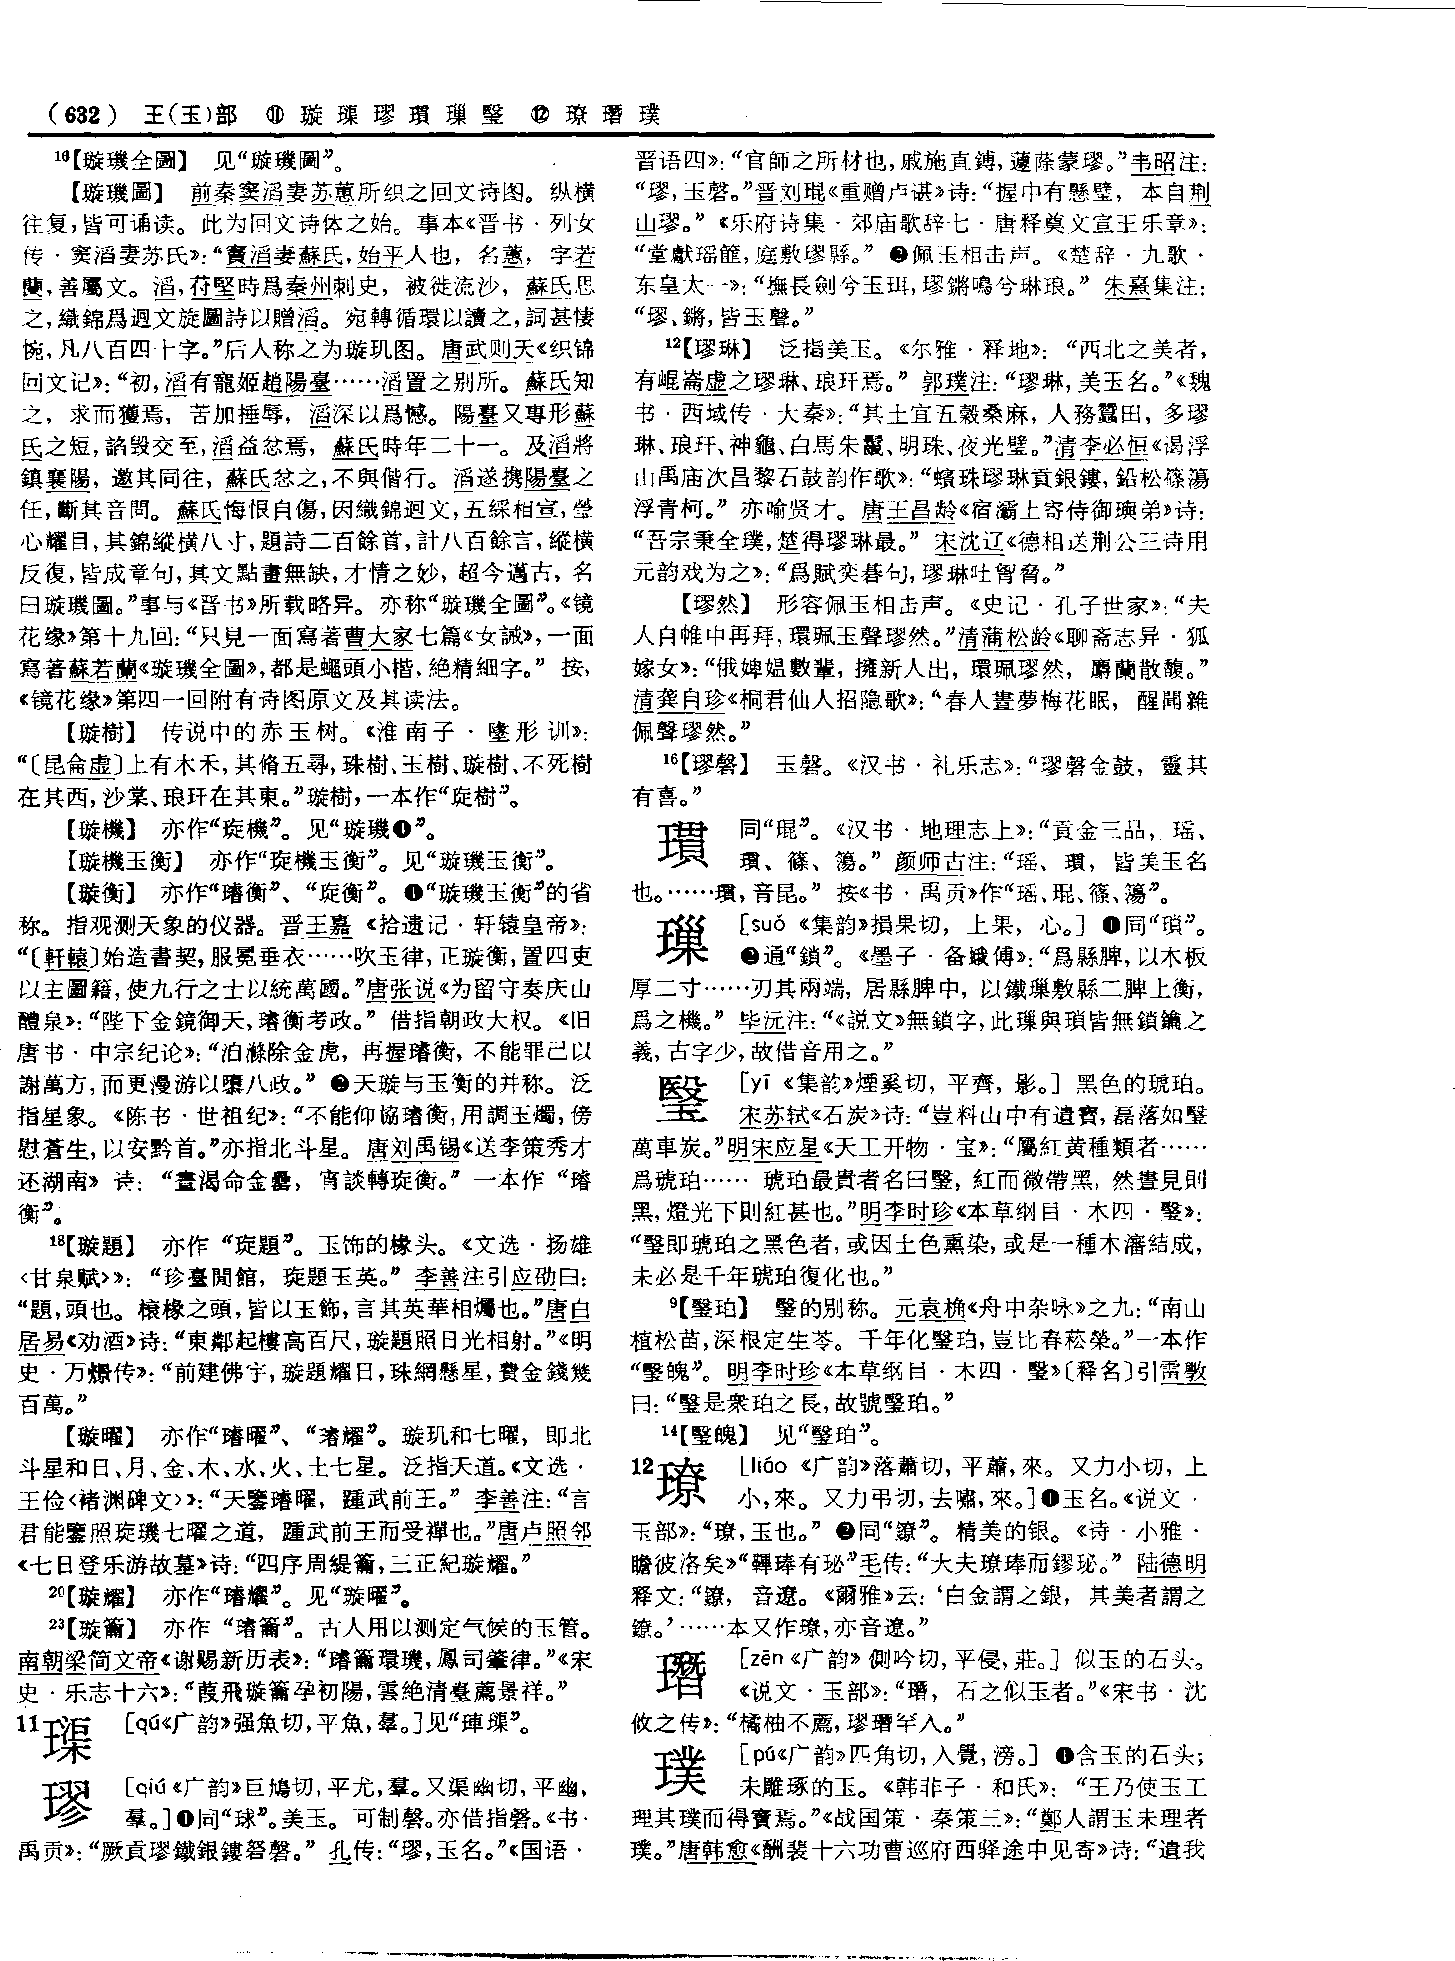 （632） 王(玉)部 ⑪ 璇璖璆瑻璅瑿 ⑫ 璙璔璞
¹⁶【璇璣全圖】 见“璇璣圖”。
【璇璣圖】 前秦窦滔妻苏蕙所织之回文诗图。纵横
往复，皆可诵读。此为回文诗体之始。事本《晋书·列女
传·窦滔妻苏氏》：“竇滔妻蘇氏，始平人也，名蕙，字若
蘭，善屬文。滔，苻堅時爲秦州刺史，被徙流沙，蘇氏思
之，織錦爲迴文旋圖詩以贈滔。宛轉循環以讀之，詞甚悽
惋，凡八百四十字。”后人称之为璇玑图。唐武则天《织锦
回文记》：“初，滔有寵姬趙陽臺……滔置之别所。蘇氏知
之，求而獲焉，苦加捶辱，滔深以爲憾。陽臺又專形蘇
氏之短，諂毁交至，滔益忿焉，蘇氏時年二十一。及滔將
鎮襄陽，邀其同往，蘇氏忿之，不與偕行。滔遂携陽臺之
任，斷其音問。蘇氏悔恨自傷，因織錦迴文，五綵相宣，瑩
心耀目，其錦縱橫八寸，題詩二百餘首，計八百餘言，縱横
反復，皆成章句，其文點畫無缺，才情之妙，超今邁古，名
曰璇璣圖。”事与《晋书》所载略异。亦称“璇璣全圖”。《镜
花缘》第十九回：“只見一面寫著曹大家七篇《女誡》，一面
寫著蘇若蘭《璇璣全圖》，都是蠅頭小楷，絶精細字。”按，
《镜花缘》第四一回附有诗图原文及其读法。
【璇樹】 传说中的赤玉树。《淮南子·墬形训》：
“〔昆侖虚〕上有木禾，其脩五尋，珠樹、玉樹、璇樹、不死樹
在其西，沙棠、琅玕在其東。”璇樹，一本作“琁樹”。
【璇機】 亦作“琁機”。见“璇璣❶”。
【璇機玉衡】 亦作“琁機玉衡”。见“璇璣玉衡”。
【璇衡】 亦作“璿衡”、“琁衡”。❶“璇璣玉衡”的省
称。指观测天象的仪器。晋王嘉《拾遗记·轩辕皇帝》：
“〔軒轅〕始造書契，服冕垂衣……吹玉律，正璇衡，置四史
以主圖籍，使九行之士以統萬國。”唐张说《为留守奏庆山
醴泉》：“陛下金鏡御天，璿衡考政。”借指朝政大权。《旧
唐书·中宗纪论》：“洎滌除金虎，再握璿衡，不能罪己以
謝萬方，而更漫游以隳八政。”❷天璇与玉衡的并称。泛
指星象。《陈书·世祖纪》：“不能仰協璿衡，用調玉燭，傍
慰蒼生，以安黔首。”亦指北斗星。唐刘禹锡《送李策秀才
还湖南》诗：“晝渴命金罍，宵談轉琁衡。”一本作“璿
衡”。
¹⁸【璇題】 亦作“琁題”。玉饰的椽头。《文选·扬雄
〈甘泉赋〉》：“珍臺閒館，琁題玉英。”李善注引应劭曰：
“題，頭也。榱椽之頭，皆以玉飾，言其英華相爥也。”唐白
居易《劝酒》诗：“東鄰起樓高百尺，璇題照日光相射。”《明
史·万燝传》：“前建佛宇，璇題耀日，珠網懸星，費金錢幾
百萬。”
【璇曜】 亦作“璿曜”、“璿耀”。璇玑和七曜，即北
斗星和日、月、金、木、水、火、土七星。泛指天道。《文选·
王俭〈褚渊碑文〉》：“天鑒璿曜，踵武前王。”李善注：“言
君能鑒照琁璣七曜之道，踵武前王而受禪也。”唐卢照邻
《七日登乐游故墓》诗：“四序周緹籥，三正紀璇耀。”
²⁰【璇耀】 亦作“璿耀”。见“璇曜”。
²³【璇籥】 亦作“璿籥”。古人用以测定气候的玉管。
南朝梁简文帝《谢赐新历表》：“璿籥環璣，鳳司肇律。”《宋
史·乐志十六》：“葭飛璇籥孕初陽，雲絶清臺薦景祥。”
11璖 [qú《广韵》强魚切，平魚，羣。]见“璖”。
璆 [qiú《广韵》巨鳩切，平尤，羣。又渠幽切，平幽，
羣。]❶同“球”。美玉。可制磬。亦借指磬。《书·
禹贡》：“厥貢璆鐵銀鏤砮磬。”孔传：“璆，玉名。”《国语·
晋语四》：“官師之所材也，戚施直鎛，蘧蒢蒙璆。”韦昭注：
“璆，玉磬。”晋刘琨《重赠卢谌》诗：“握中有懸璧，本自荆
山璆。”《乐府诗集·郊庙歌辞七·唐释奠文宣王乐章》：
“堂獻瑶篚，庭敷璆縣。”❷佩玉相击声。《楚辞·九歌·
东皇太一》：“撫長劍兮玉珥，璆鏘鳴兮琳琅。”朱熹集注：
“璆、鏘，皆玉聲。”
¹²【璆琳】 泛指美玉。《尔雅·释地》：“西北之美者，
有崐崙虚之璆琳、琅玕焉。”郭璞注：“璆琳，美玉名。”《魏
书·西域传·大秦》：“其土宜五穀桑麻，人務蠶田，多璆
琳、琅玕、神龜、白馬朱鬣、明珠、夜光璧。”清李必恒《谒浮
山禹庙次昌黎石鼓韵作歌》：“蠙珠璆琳貢銀鏤，鉛松篠簜
浮青柯。”亦喻贤才。唐王昌龄《宿灞上寄侍御玙弟》诗：
“吾宗秉全璞，楚得璆琳最。”宋沈辽《德相送荆公三诗用
元韵戏为之》：“爲賦奕碁句，璆琳吐胷脅。”
【璆然】 形容佩玉相击声。《史记·孔子世家》：“夫
人自帷中再拜，環珮玉聲璆然。”清蒲松龄《聊斋志异·狐
嫁女》：“俄婢媪數輩，擁新人出，環珮璆然，麝蘭散馥。”
清龚自珍《桐君仙人招隐歌》：“春人晝夢梅花眠，醒聞雜
佩聲璆然。”
¹⁶【璆磬】 玉磬。《汉书·礼乐志》：“璆磬金鼓，靈其
有喜。”
瑻 同“琨”。《汉书·地理志上》：“貢金三品，瑶、
瑻、篠、簜。”颜师古注：“瑶、瑻，皆美玉名
也。……瑻，音昆。”按《书·禹贡》作“瑶、琨、篠、簜”。
璅 [suǒ《集韵》損果切，上果，心。]❶同“瑣”。
❷通“鎖”。《墨子·备蛾傅》：“爲縣脾，以木板
厚二寸……刃其兩端，居縣脾中，以鐵璅敷縣二脾上衡，
爲之機。”毕沅注：“《説文》無鎖字，此璅與瑣皆無鎖鑰之
義，古字少，故借音用之。”
瑿 [yī《集韵》煙奚切，平齊，影。]黑色的琥珀。
宋苏轼《石炭》诗：“豈料山中有遺寶，磊落如瑿
萬車炭。”明宋应星《天工开物·宝》：“屬紅黄種類者……
爲琥珀…… 琥珀最貴者名曰瑿，紅而微帶黑，然晝見則
黑，燈光下則紅甚也。”明李时珍《本草纲目·木四·瑿》：
“瑿即琥珀之黑色者，或因土色熏染，或是一種木瀋結成，
未必是千年琥珀復化也。”
⁹【瑿珀】 瑿的别称。元袁桷《舟中杂咏》之九：“南山
植松苗，深根定生苓。千年化瑿珀，豈比春菘榮。”一本作
“瑿魄”。明李时珍《本草纲目·木四·瑿》〔释名〕引雷斅
曰：“瑿是衆珀之長，故號瑿珀。”
¹⁴【瑿魄】 见“瑿珀”。
12璙 [liáo《广韵》落蕭切，平蕭，來。又力小切，上
小，來。又力弔切，去嘯，來。]❶玉名。《说文·
玉部》：“璙，玉也。”❷同“鐐”。精美的银。《诗·小雅·
瞻彼洛矣》“鞸琫有珌”毛传：“大夫璙琫而鏐珌。”陆德明
释文：“鐐，音遼。《爾雅》云：‘白金謂之銀，其美者謂之
鐐。’……本又作璙，亦音遼。”
[zēn《广韵》側吟切，平侵，莊。]似玉的石头。
《说文·玉部》：“，石之似玉者。”《宋书·沈
攸之传》：“橘柚不薦，璆罕入。”
璞 [pú《广韵》匹角切，入覺，滂。]❶含玉的石头；
未雕琢的玉。《韩非子·和氏》：“王乃使玉工
理其璞而得寶焉。”《战国策·秦策三》：“鄭人謂玉未理者
璞。”唐韩愈《酬裴十六功曹巡府西驿途中见寄》诗：“遺我